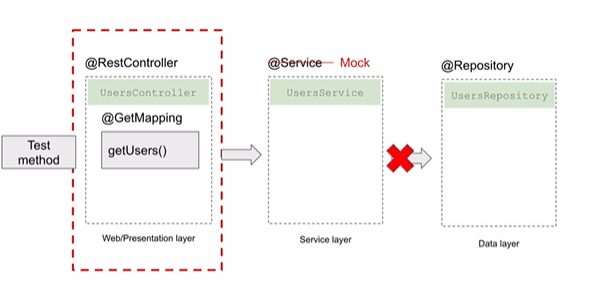 @RestController
UsersController
@GetMapping
getUsers()
Test
method
Web/Presentation layer
@Service Mock
UsersService
Service layer
@Repository
UsersRepository
Data layer